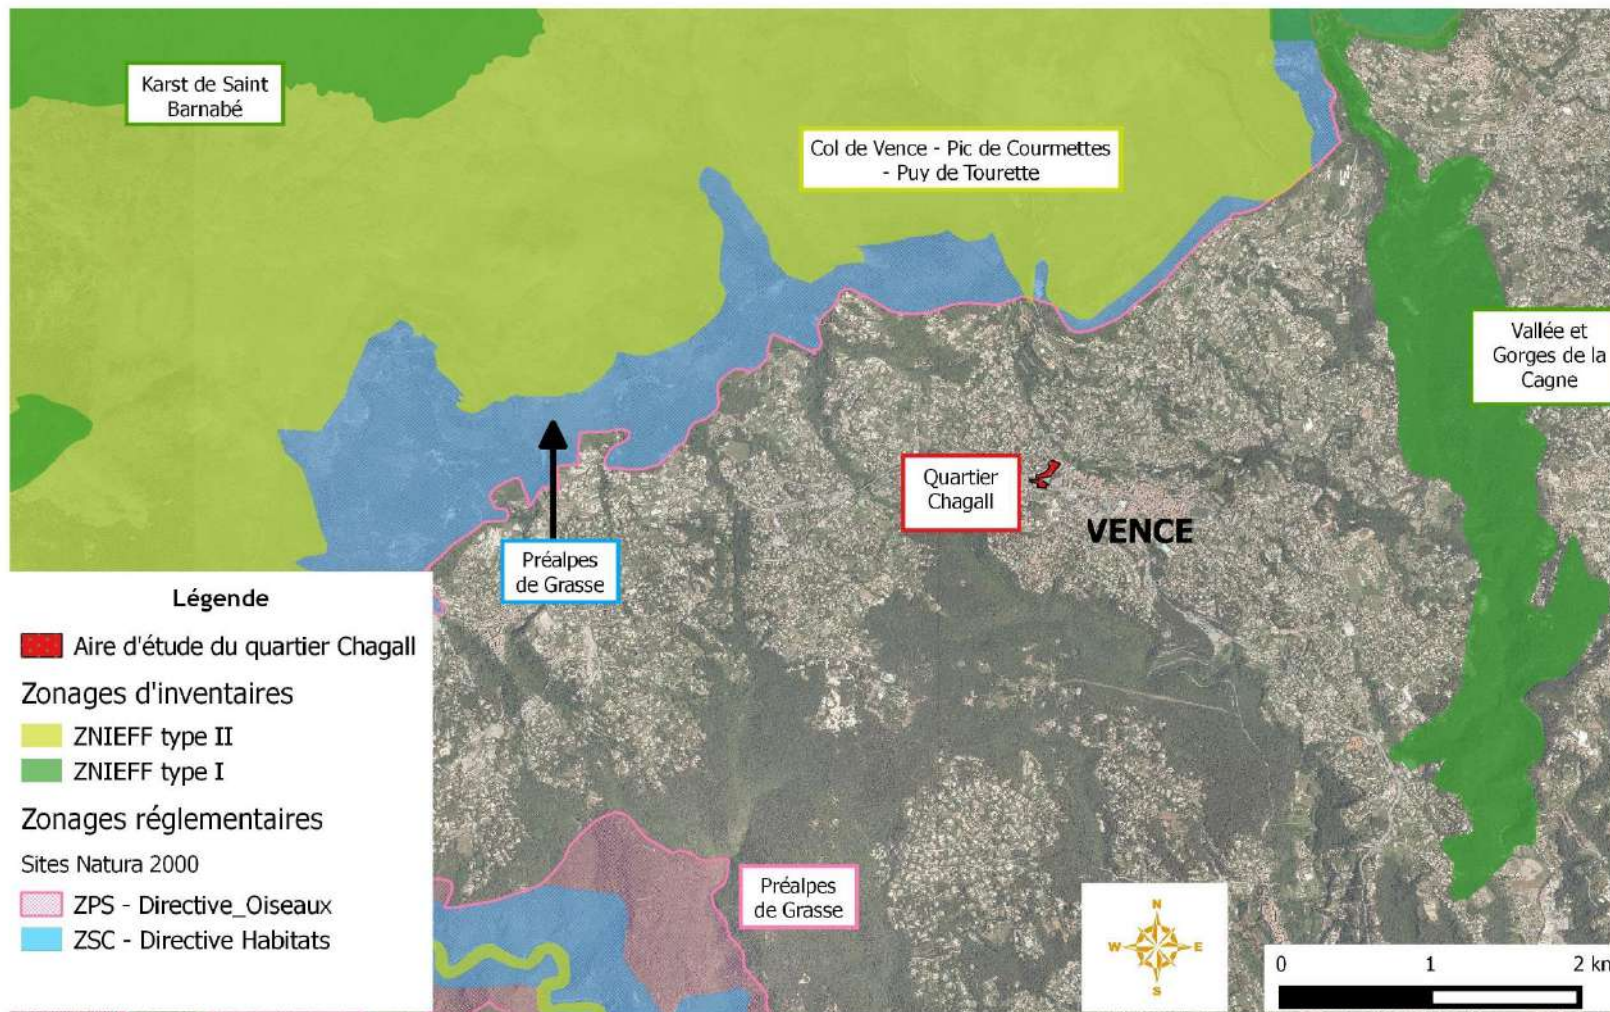 Karst de Saint
Barnabé
Col de Vence - Pic de Courmettes
- Puy de Tourette
Vallée et
Gorges de la
Cagne
Quartier
Chagall
VENCE
Préalpes
de Grasse
Légende
Aire d'étude du quartier Chagall
Zonages d'inventaires
ZNIEFF type II
ZNIEFF type I
Zonages réglementaires
Sites Natura 2000
ZPS - Directive_Oiseaux
ZSC - Directive Habitats
Préalpes
de Grasse
N
W E
S
0 1 2 km